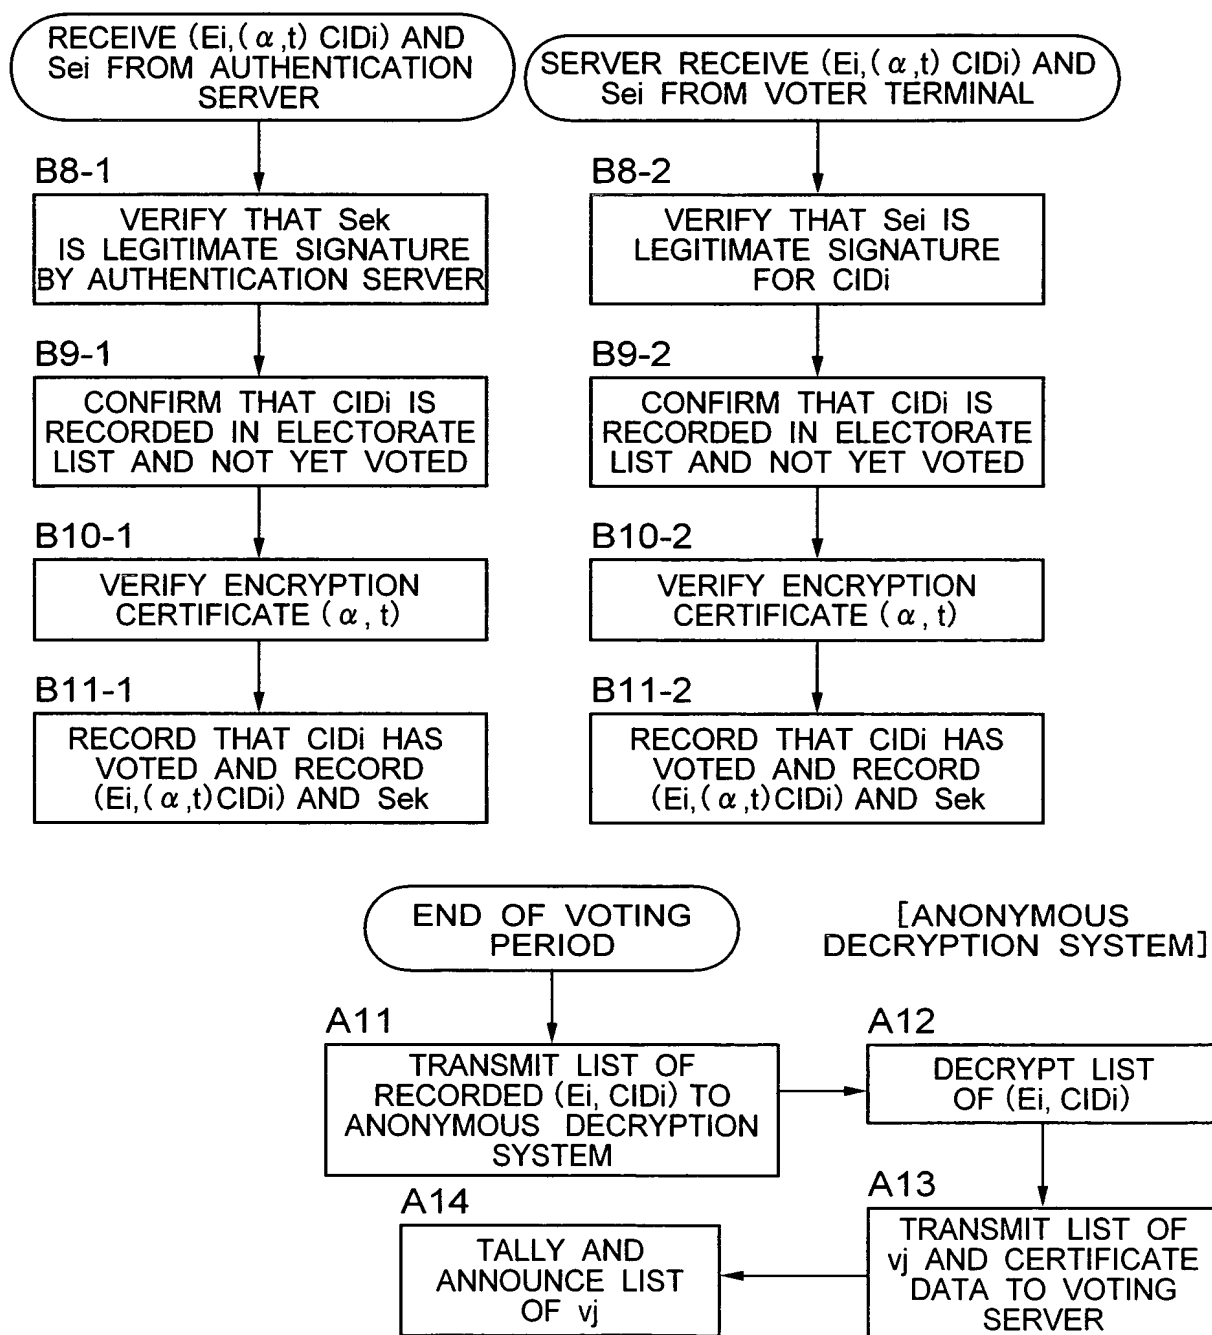 RECEIVE (Ei,(α,t) CIDi) AND
Sei FROM AUTHENTICATION
SERVER
B8-1
VERIFY THAT Sek
IS LEGITIMATE SIGNATURE
BY AUTHENTICATION SERVER
B9-1
CONFIRM THAT CIDi IS
RECORDED IN ELECTORATE
LIST AND NOT YET VOTED
B10-1
VERIFY ENCRYPTION
CERTIFICATE (α, t)
B11-1
RECORD THAT CIDi HAS
VOTED AND RECORD
(Ei,(α,t)CIDi) AND Sek
SERVER RECEIVE (Ei,(α,t) CIDi) AND
Sei FROM VOTER TERMINAL
B8-2
VERIFY THAT Sei IS
LEGITIMATE SIGNATURE
FOR CIDi
B9-2
CONFIRM THAT CIDi IS
RECORDED IN ELECTORATE
LIST AND NOT YET VOTED
B10-2
VERIFY ENCRYPTION
CERTIFICATE (α, t)
B11-2
RECORD THAT CIDi HAS
VOTED AND RECORD
(Ei,(α,t)CIDi) AND Sek
END OF VOTING
PERIOD
[ANONYMOUS
DECRYPTION SYSTEM]
A11
TRANSMIT LIST OF
RECORDED (Ei, CIDi) TO
ANONYMOUS DECRYPTION
SYSTEM
A12
DECRYPT LIST
OF (Ei, CIDi)
A13
TRANSMIT LIST OF
vj AND CERTIFICATE
DATA TO VOTING
SERVER
A14
TALLY AND
ANNOUNCE LIST
OF vj